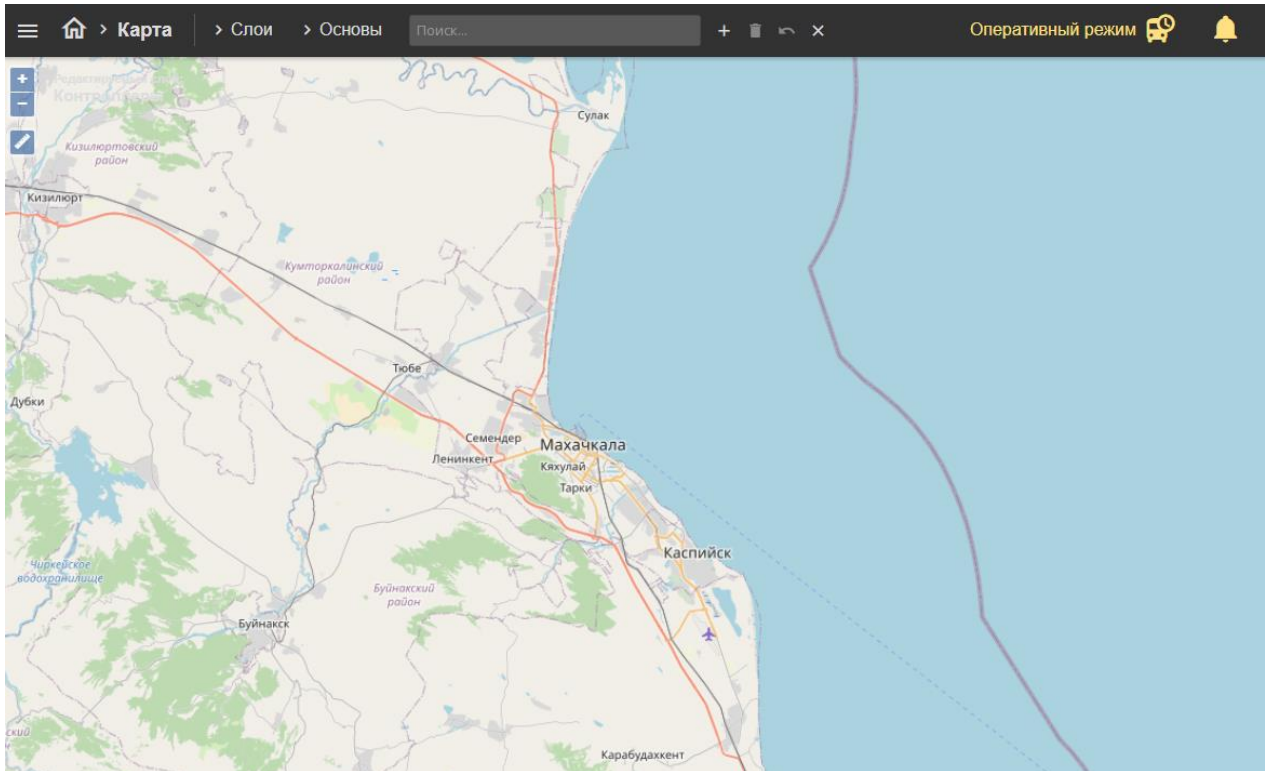 Карта
Слои
Основы
Поиск...
Оперативный режим
+
−
Сулак
Кизилюртовский
район
Кизилюрт
Кумторкалинский
район
Тюбе
Дубки
Семендер
Махачкала
Ленинкент
Кяхулай
Тарки
Каспийск
Чиркейское
водохранилище
Буйнакский
район
Буйнакск
Карабудахкент